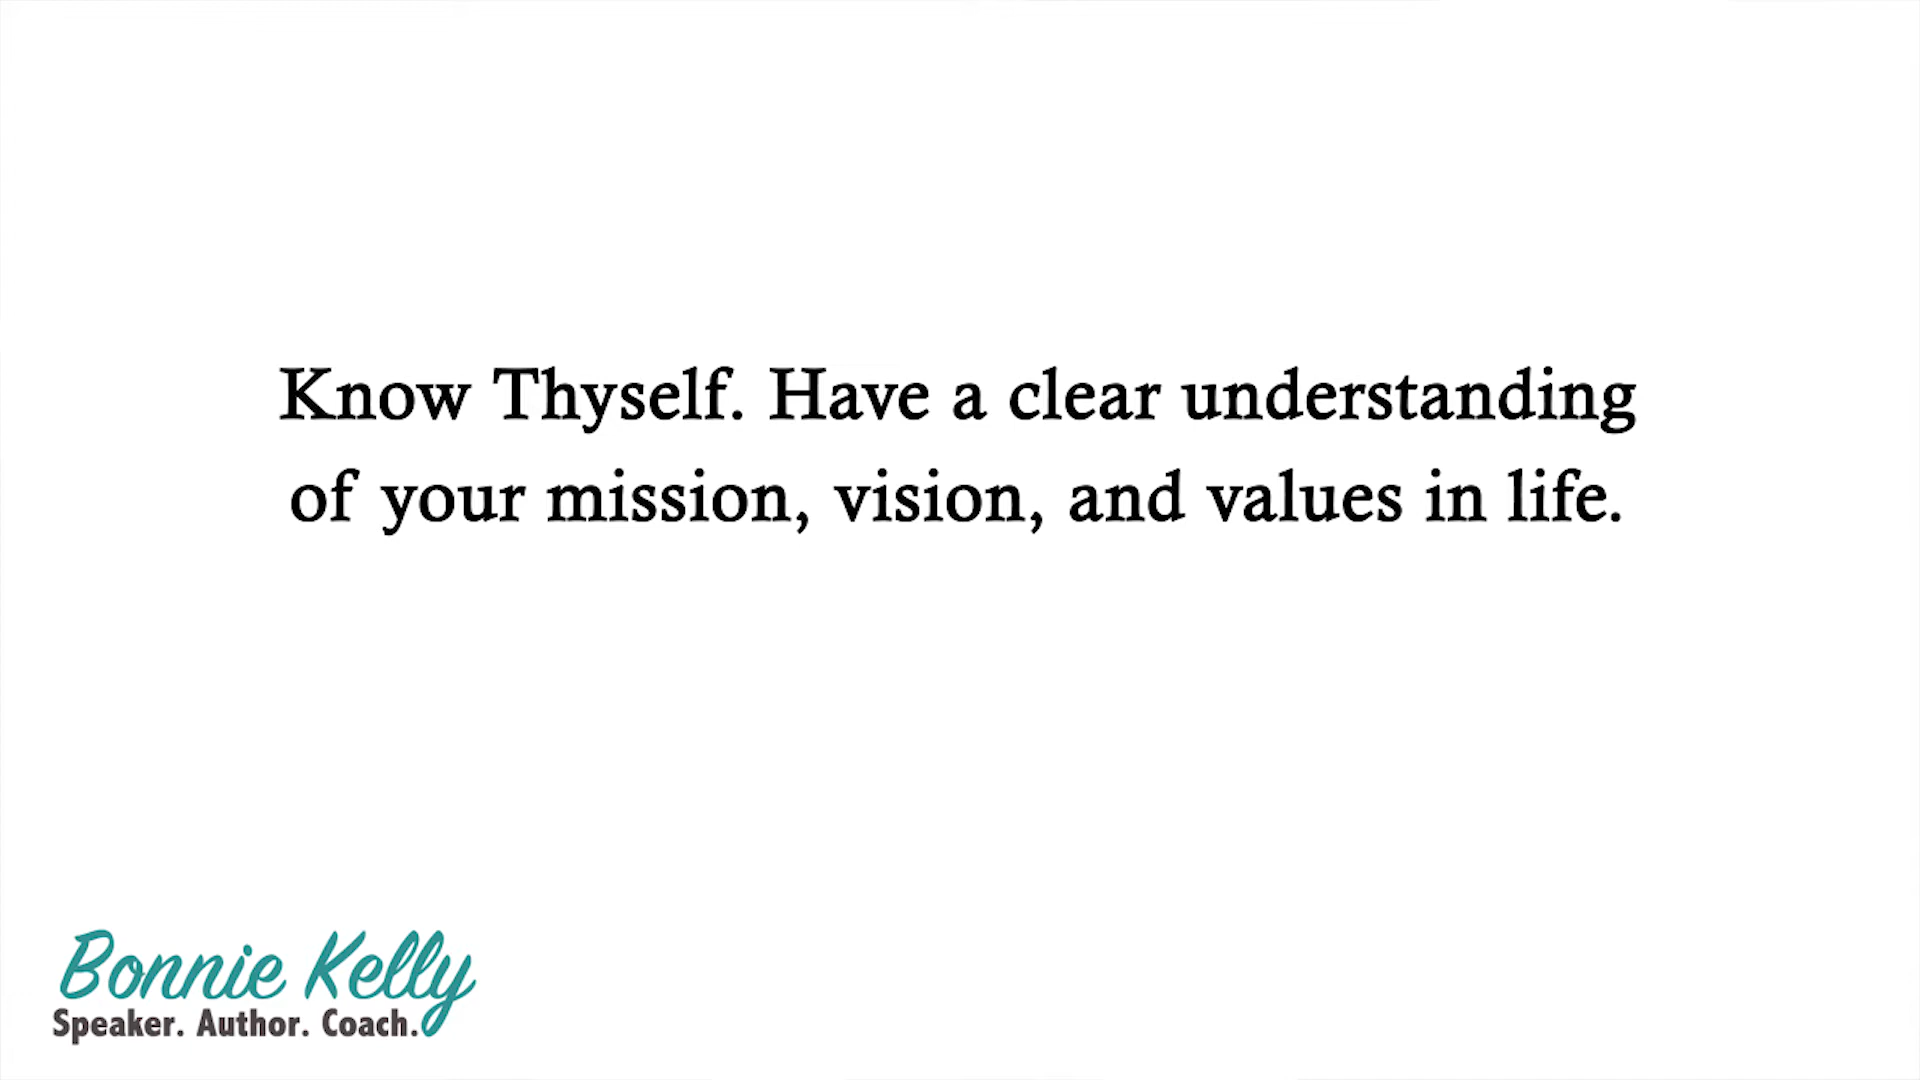 Know Thyself. Have a clear understanding
of your mission, vision, and values in life.
Bonnie Kelly
Speaker. Author. Coach.